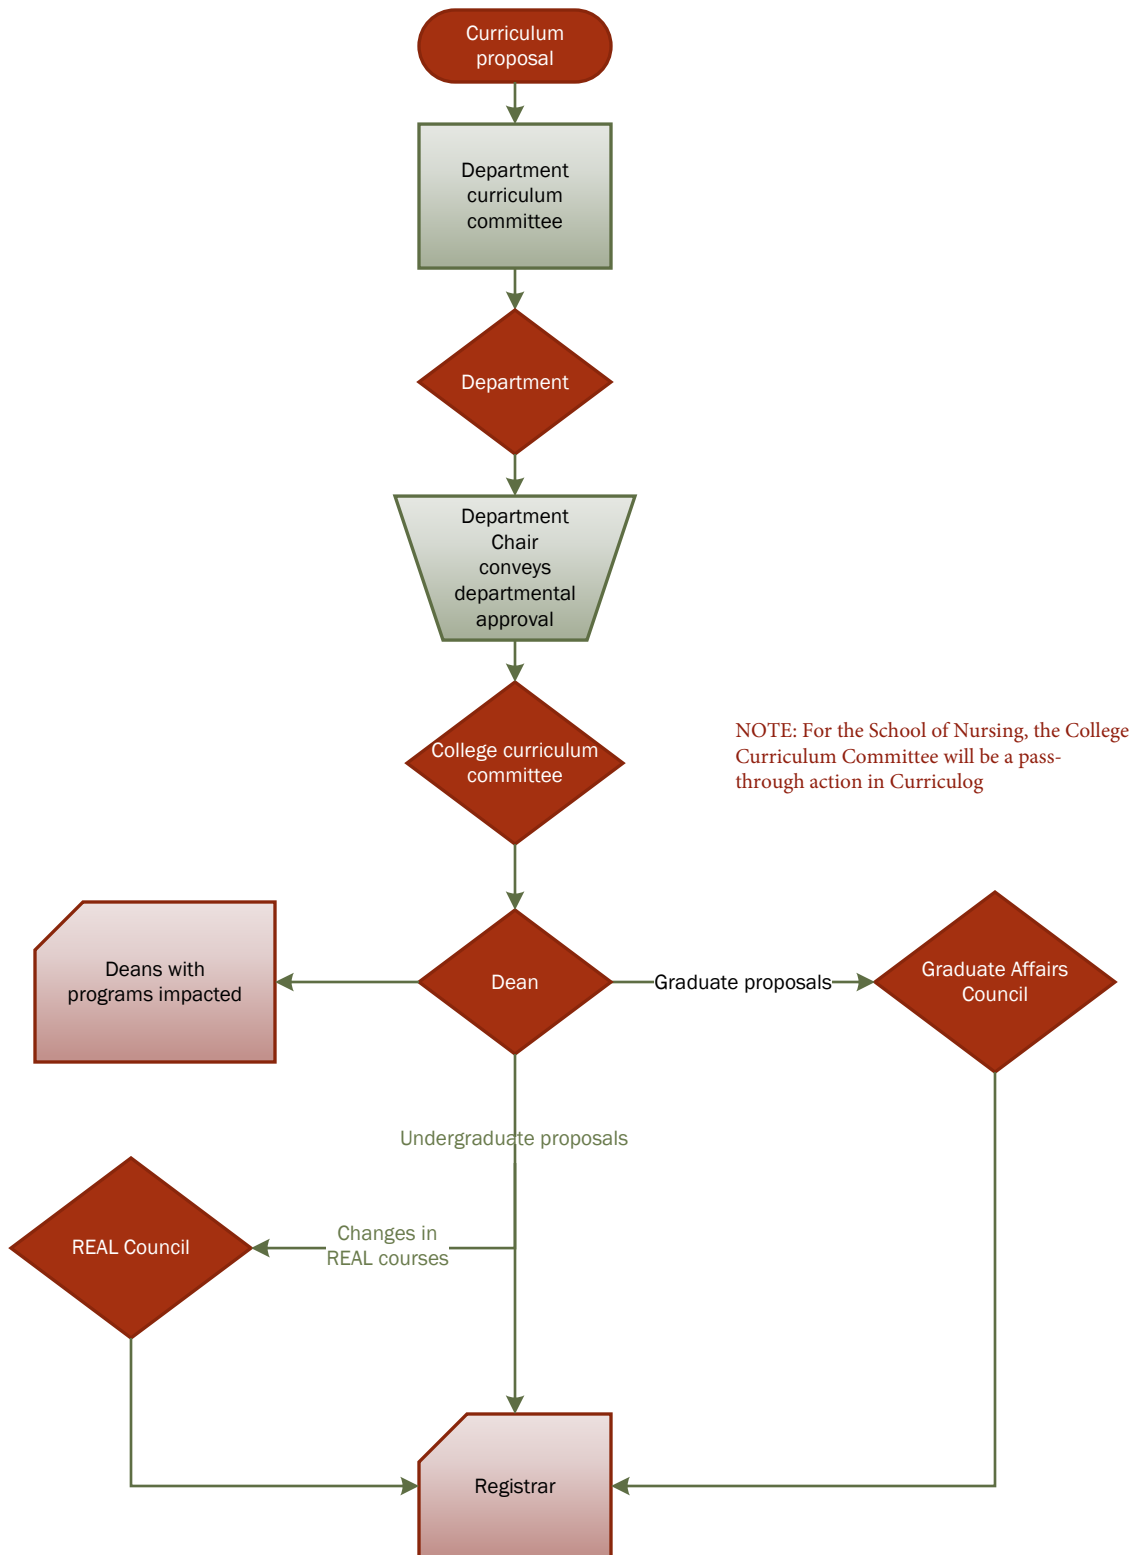 Curriculum
proposal
Department
curriculum
committee
Department
Department
Chair
conveys
departmental
approval
College curriculum
committee
NOTE: For the School of Nursing, the College
Curriculum Committee will be a pass-
through action in Curriculog
Deans with
programs impacted
Dean
Graduate proposals
Graduate Affairs
Council
Undergraduate proposals
REAL Council
Changes in
REAL courses
Registrar